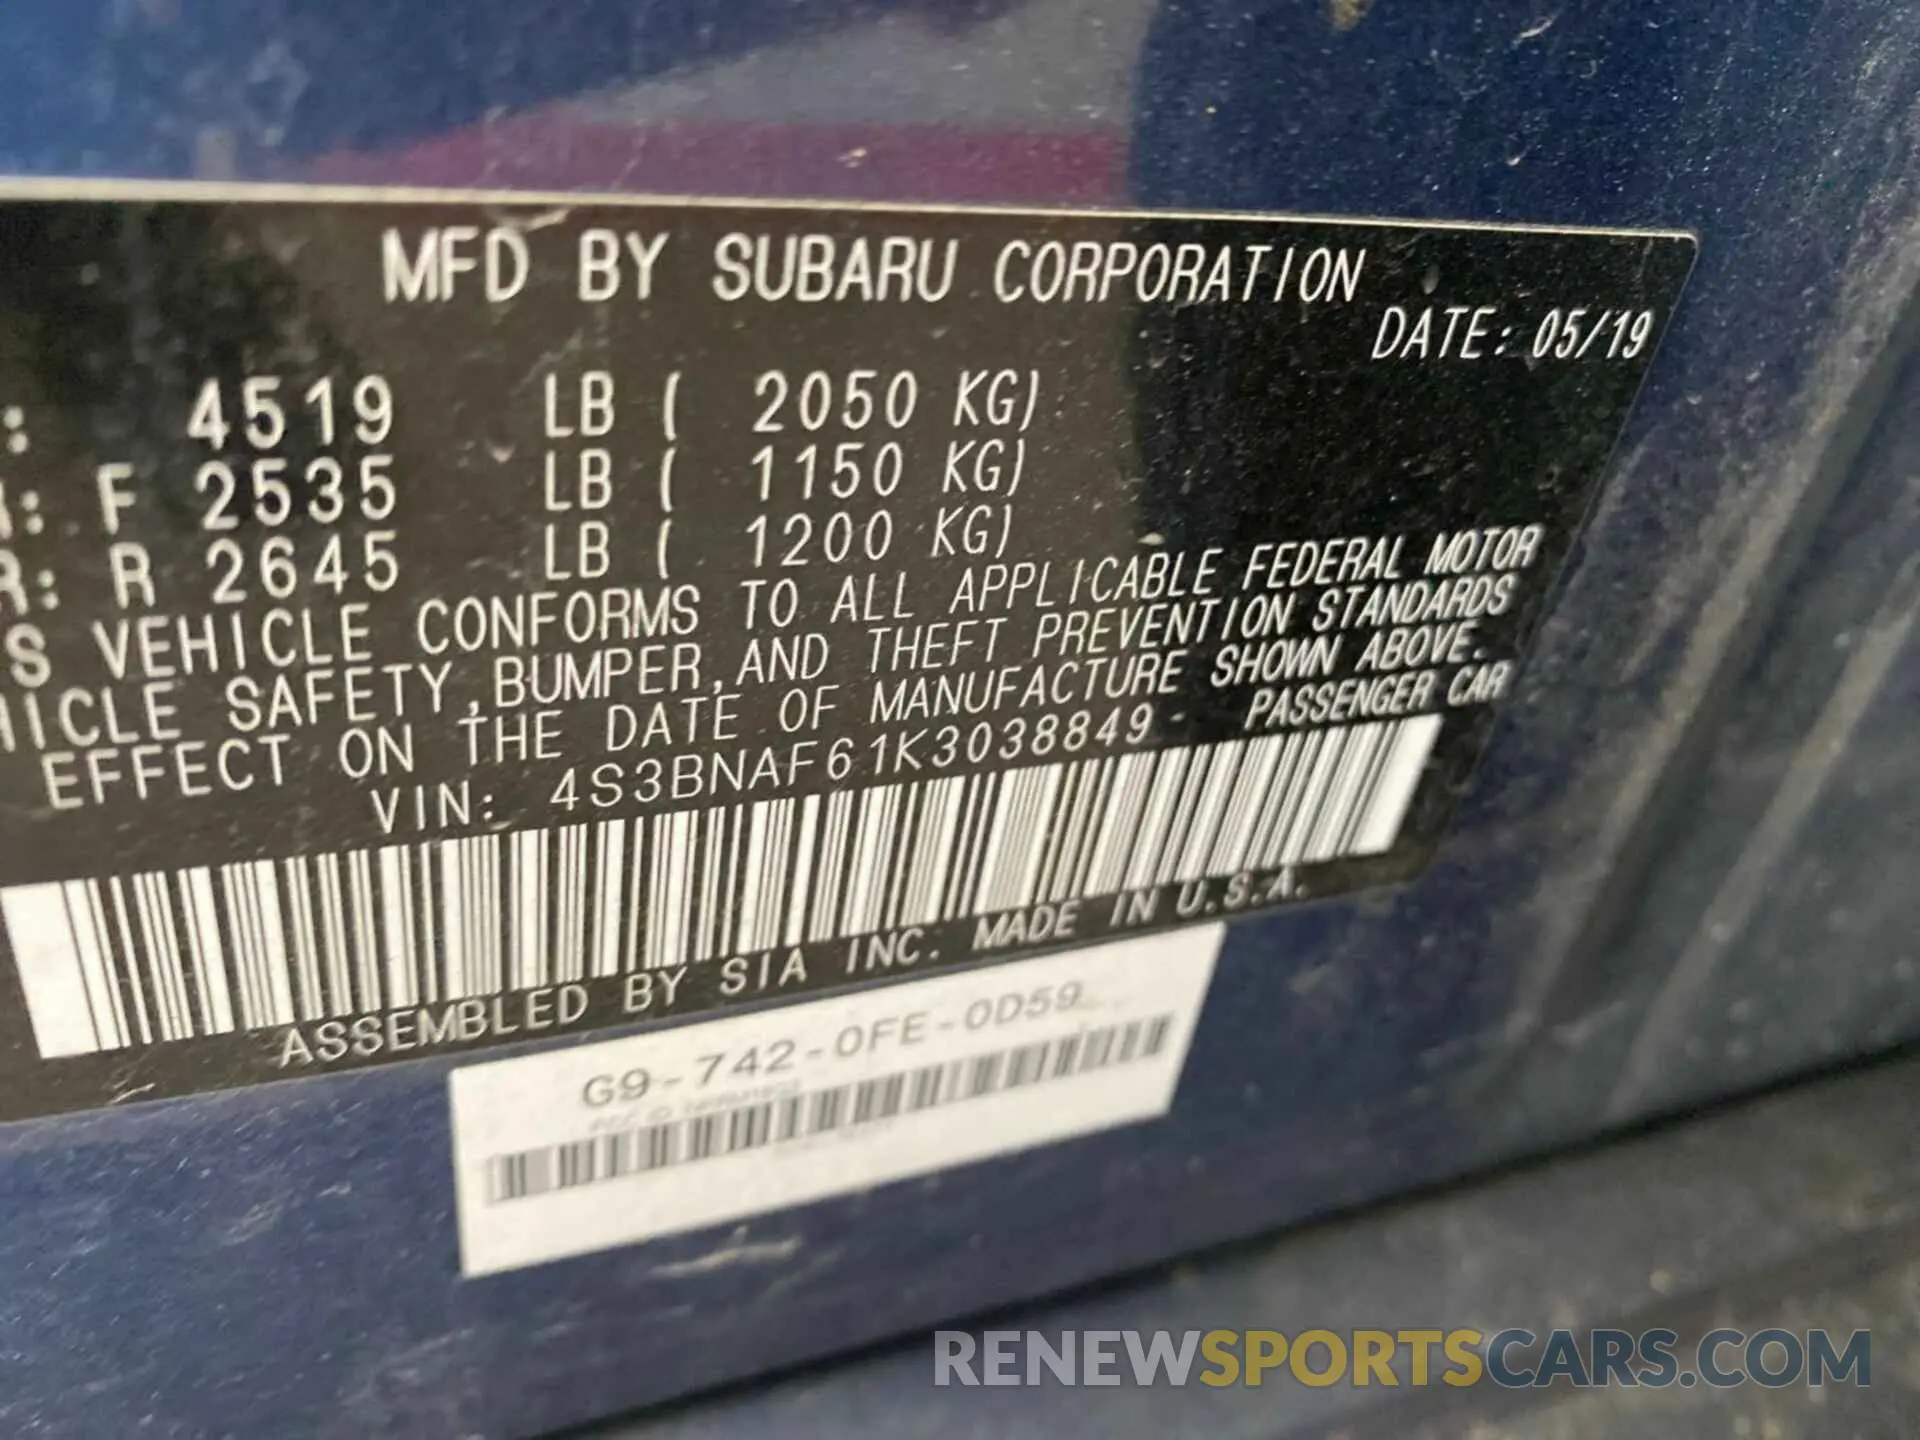 MFD BY SUBARU CORPORATION
DATE: 05/19
: 4519 LB ( 2050 KG)
: F 2535 LB ( 1150 KG)
R: R 2645 LB ( 1200 KG)
S VEHICLE CONFORMS TO ALL APPLICABLE FEDERAL MOTOR
HICLE SAFETY,BUMPER,AND THEFT PREVENTION STANDARDS
EFFECT ON THE DATE OF MANUFACTURE SHOWN ABOVE.
VIN: 4S3BNAF61K3038849 PASSENGER CAR
ASSEMBLED BY SIA INC. MADE IN U.S.A.
G9-742-0FE-0D59
RENEWSPORTSCARS.COM